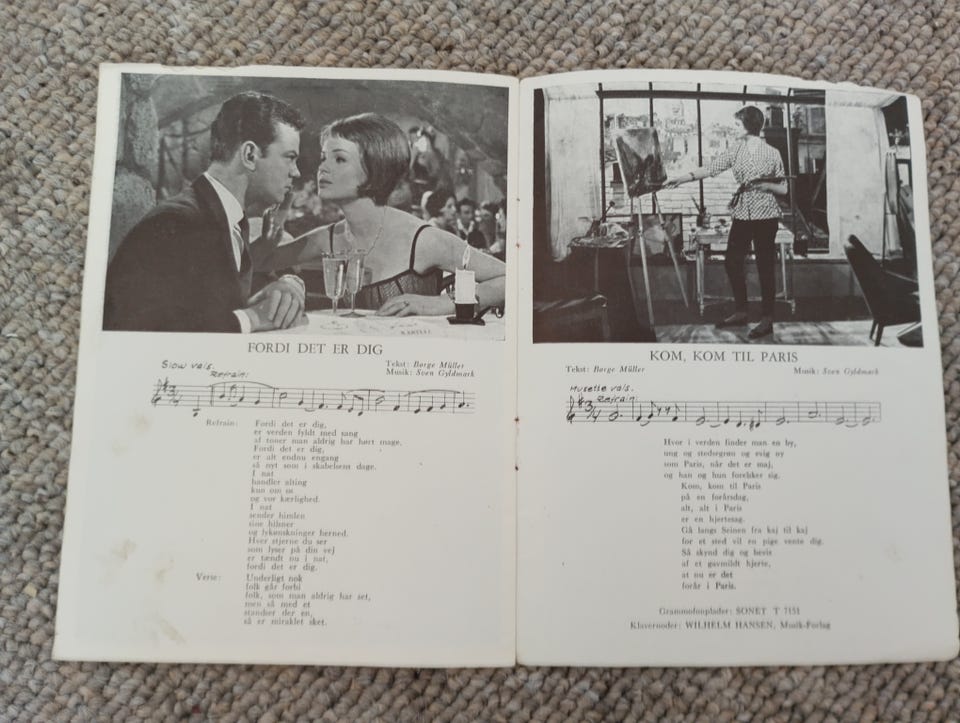 FORDI DET ER DIG
Tekst: Børge Müller
Musik: Sven Gyldmark
Slow vals.
Refrain:
Refrain: Fordi det er dig,
er verden fyldt med sang
af toner man aldrig har hørt mage.
Fordi det er dig,
er alt endnu engang
så nyt som i skabelsens dage.
I nat
handler alting
kun om os
og vor kærlighed.
I nat
sender himlen
sine hilsner
og lykønskninger herned.
Hver stjerne du ser
som lyser på din vej
er tændt nu i nat,
fordi det er dig.
Verse: Underligt nok
folk går forbi
folk, som man aldrig har set,
men så med et
standser der en,
så er miraklet sket.
KOM, KOM TIL PARIS
Tekst: Børge Müller Musik: Sven Gyldmark
Musette vals.
Refrain:
Hvor i verden finder man en by,
ung og stedsegrøn og evig ny
som Paris, når det er maj,
og han og hun forelsker sig.
Kom, kom til Paris
på en forårsdag,
alt, alt i Paris
er en hjertesag.
Gå langs Seinen fra kaj til kaj
for et sted vil en pige vente dig.
Så skynd dig og bevis
af et gavmildt hjerte,
at nu er det
forår i Paris.
Grammofonplader: SONET T 7151
Klavernoder: WILHELM HANSEN, Musik-Forlag